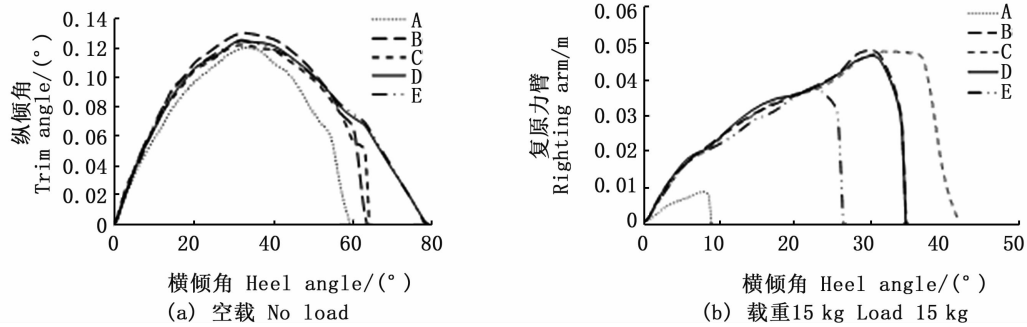 纵倾角
Trim angle/(°)
0.14
0.12
0.10
0.08
0.06
0.04
0.02
0
0 20 40 60 80
A
B
C
D
E
横倾角 Heel angle/(°)
(a) 空载 No load
复原力臂
Righting arm/m
0.06
0.05
0.04
0.03
0.02
0.01
0
0 10 20 30 40 50
A
B
C
D
E
横倾角 Heel angle/(°)
(b) 载重15 kg Load 15 kg